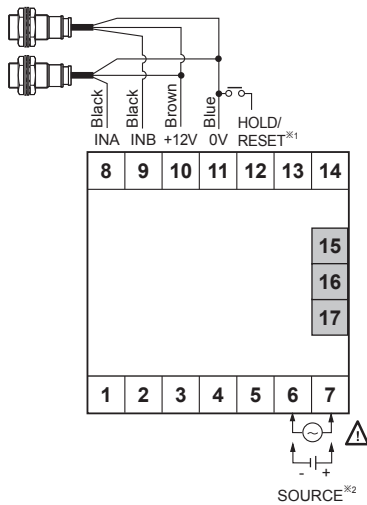 Black
Black
Brown
Blue
HOLD/
INA INB +12V 0V RESET※1
8 9 10 11 12 13 14
15
16
17
1 2 3 4 5 6 7
- +
SOURCE※2